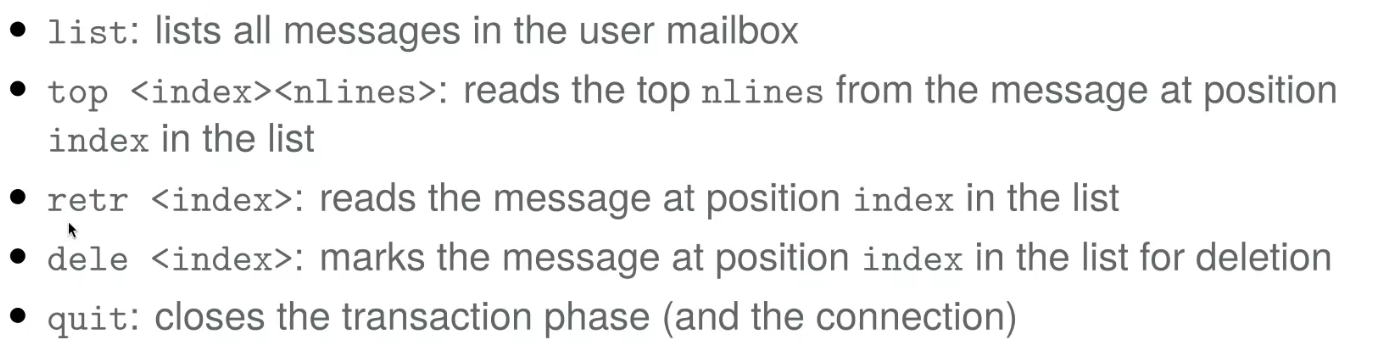 • list: lists all messages in the user mailbox
• top <index><nlines>: reads the top nlines from the message at position
index in the list
• retr <index>: reads the message at position index in the list
• dele <index>: marks the message at position index in the list for deletion
• quit: closes the transaction phase (and the connection)